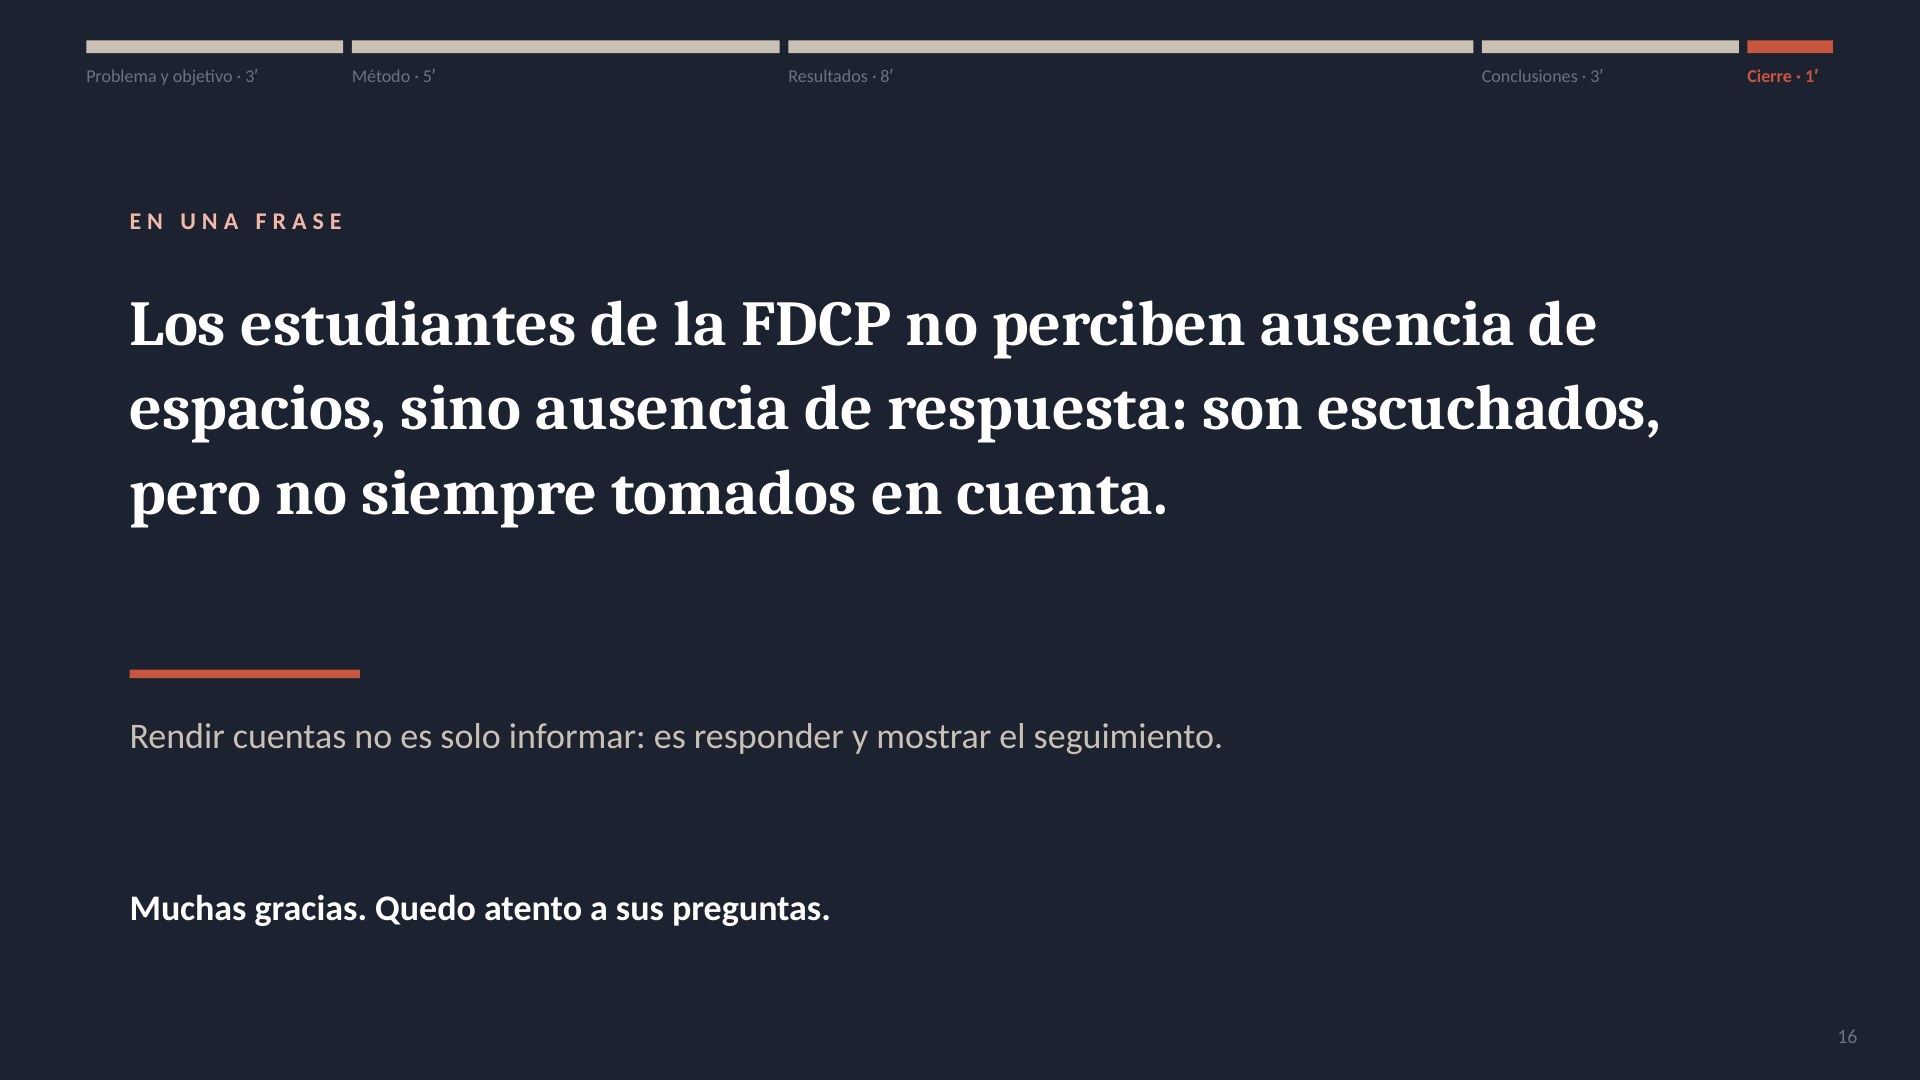 Problema y objetivo · 3′
Método · 5′
Resultados · 8′
Conclusiones · 3′
Cierre · 1′
EN UNA FRASE
Los estudiantes de la FDCP no perciben ausencia de
espacios, sino ausencia de respuesta: son escuchados,
pero no siempre tomados en cuenta.
Rendir cuentas no es solo informar: es responder y mostrar el seguimiento.
Muchas gracias. Quedo atento a sus preguntas.
16